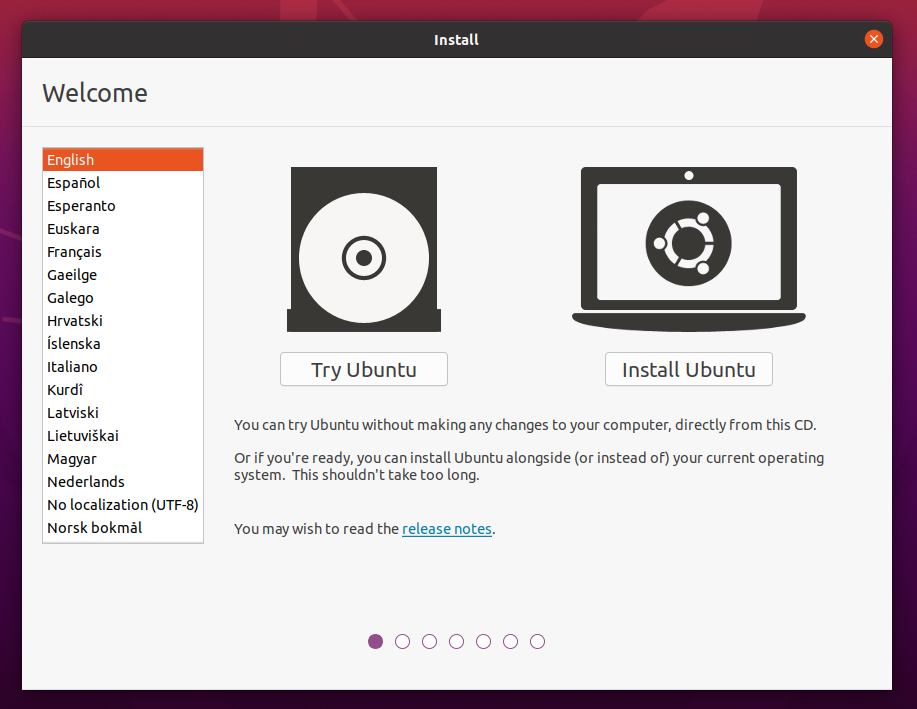 Install
Welcome
English
Español
Esperanto
Euskara
Français
Gaeilge
Galego
Hrvatski
Íslenska
Italiano
Kurdî
Latviski
Lietuviškai
Magyar
Nederlands
No localization (UTF-8)
Norsk bokmål
Try Ubuntu
Install Ubuntu
You can try Ubuntu without making any changes to your computer, directly from this CD.
Or if you're ready, you can install Ubuntu alongside (or instead of) your current operating
system.  This shouldn't take too long.
You may wish to read the release notes.